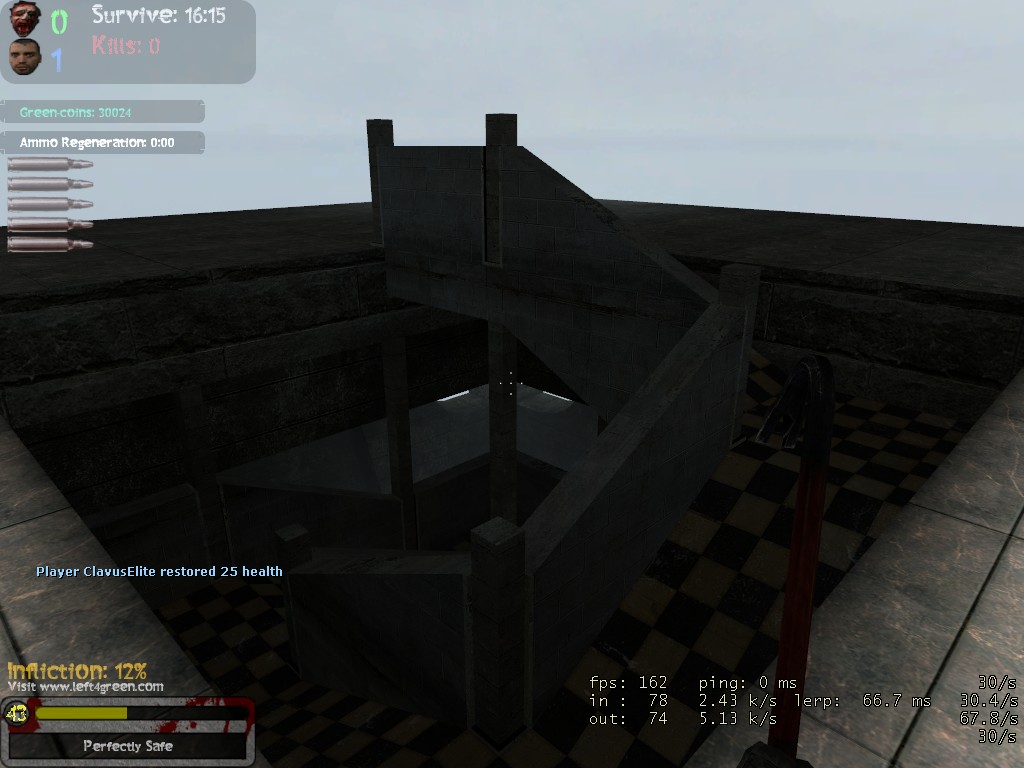 0 Survive: 16:15
Kills: 0
1
Green-coins: 30024
Ammo Regeneration: 0:00
Player ClavusElite restored 25 health
Infliction: 12%
Visit www.left4green.com
43
Perfectly Safe
fps: 162 ping: 0 ms 30/s
in : 78 2.43 k/s lerp: 66.7 ms 30.4/s
out: 74 5.13 k/s 67.8/s
30/s